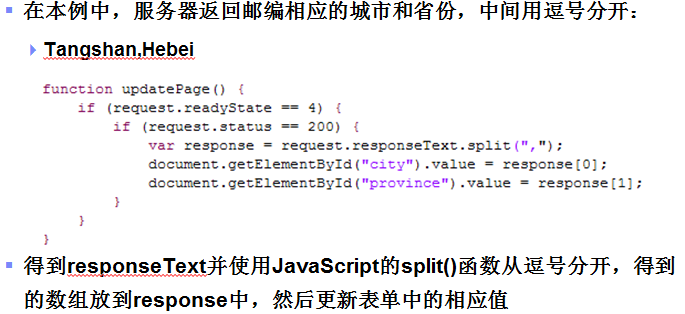 在本例中，服务器返回邮编相应的城市和省份，中间用逗号分开：
Tangshan,Hebei
function updatePage() {
    if (request.readyState == 4) {
        if (request.status == 200) {
            var response = request.responseText.split(",");
            document.getElementById("city").value = response[0];
            document.getElementById("province").value = response[1];
        }
    }
}
得到responseText并使用JavaScript的split()函数从逗号分开，得到
的数组放到response中，然后更新表单中的相应值